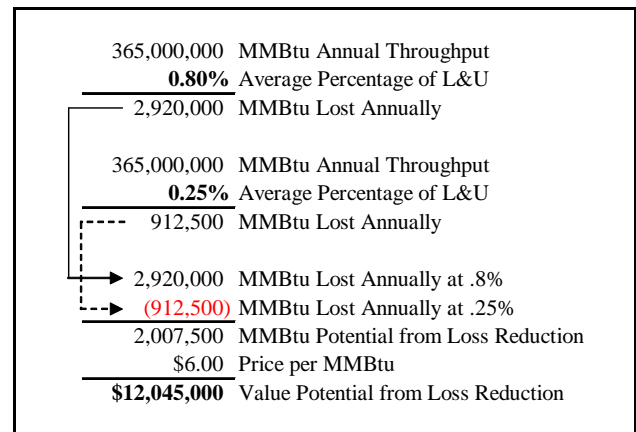 365,000,000 MMBtu Annual Throughput
0.80% Average Percentage of L&U
2,920,000 MMBtu Lost Annually
365,000,000 MMBtu Annual Throughput
0.25% Average Percentage of L&U
912,500 MMBtu Lost Annually
2,920,000 MMBtu Lost Annually at .8%
(912,500) MMBtu Lost Annually at .25%
2,007,500 MMBtu Potential from Loss Reduction
$6.00 Price per MMBtu
$12,045,000 Value Potential from Loss Reduction